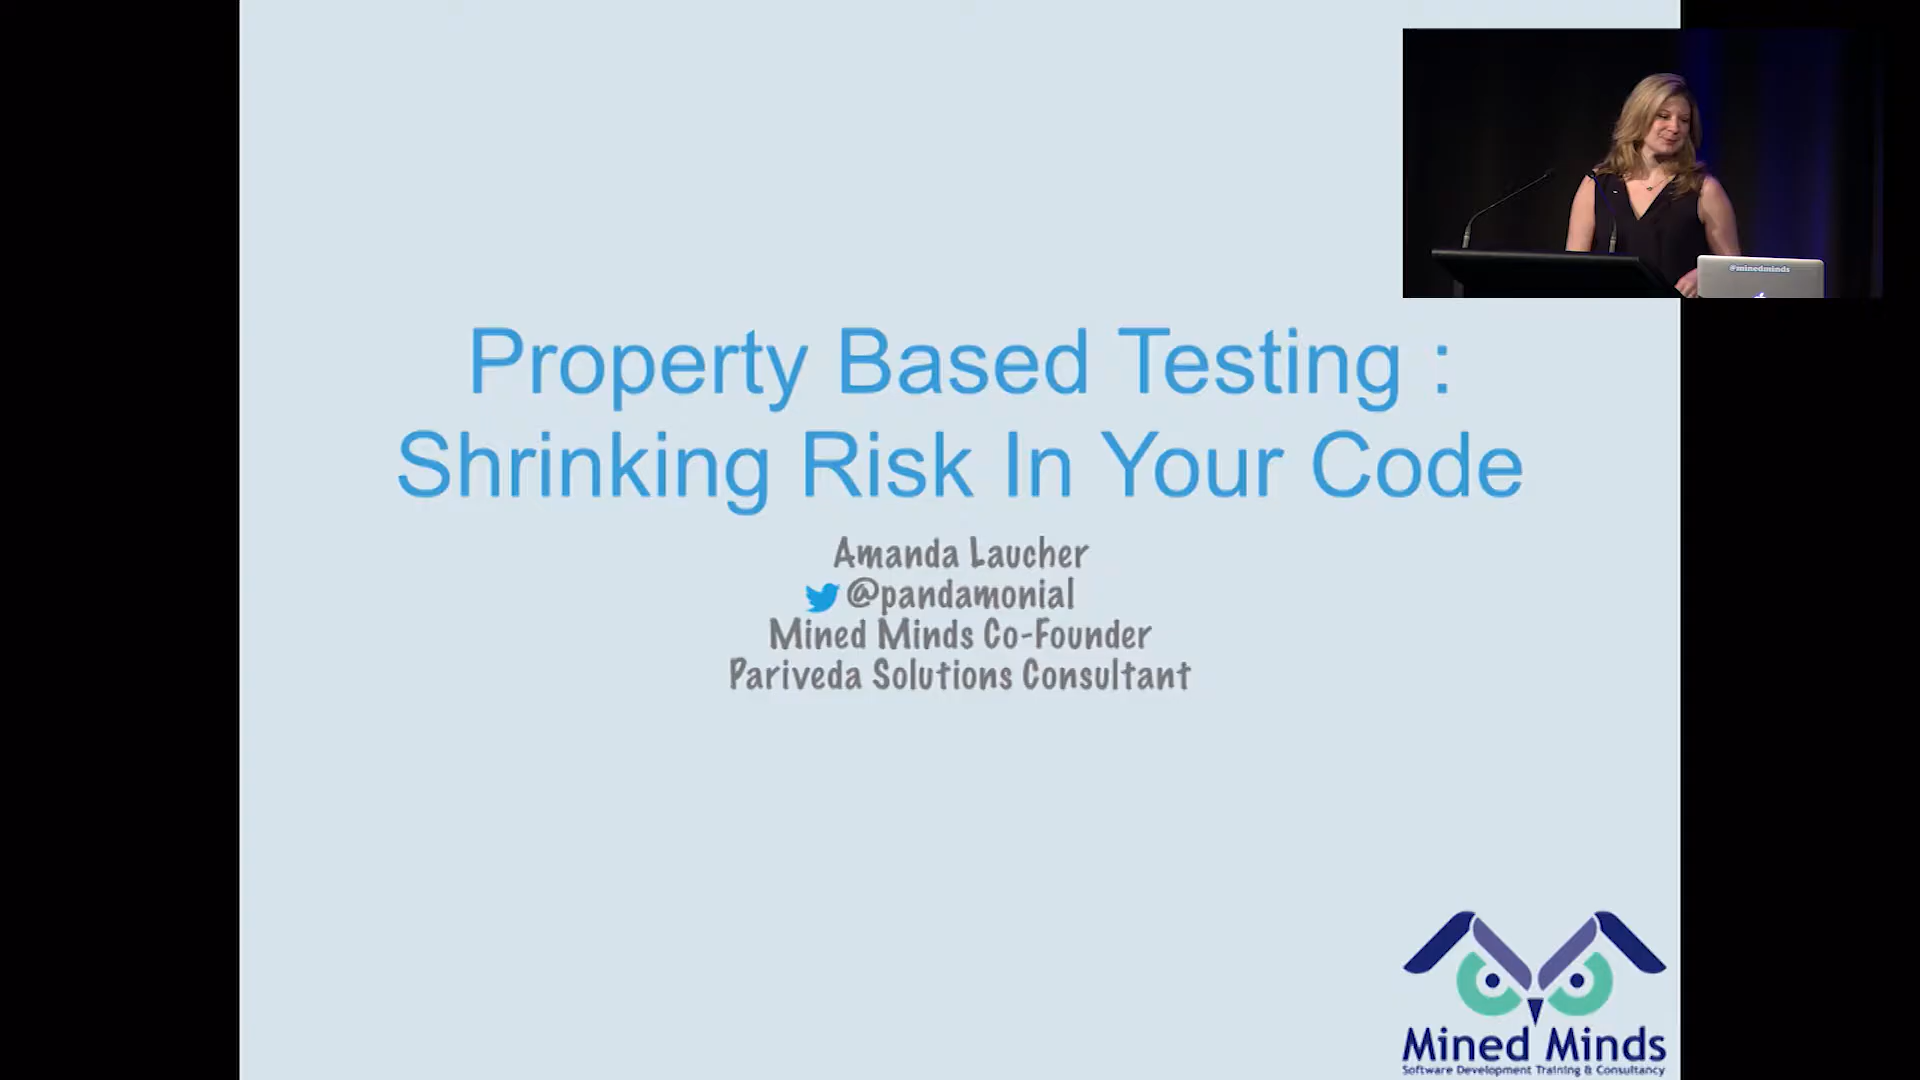 @minedminds
Property Based Testing :
Shrinking Risk In Your Code
Amanda Laucher
@pandamonial
Mined Minds Co-Founder
Pariveda Solutions Consultant
Mined Minds
Software Development Training & Consultancy